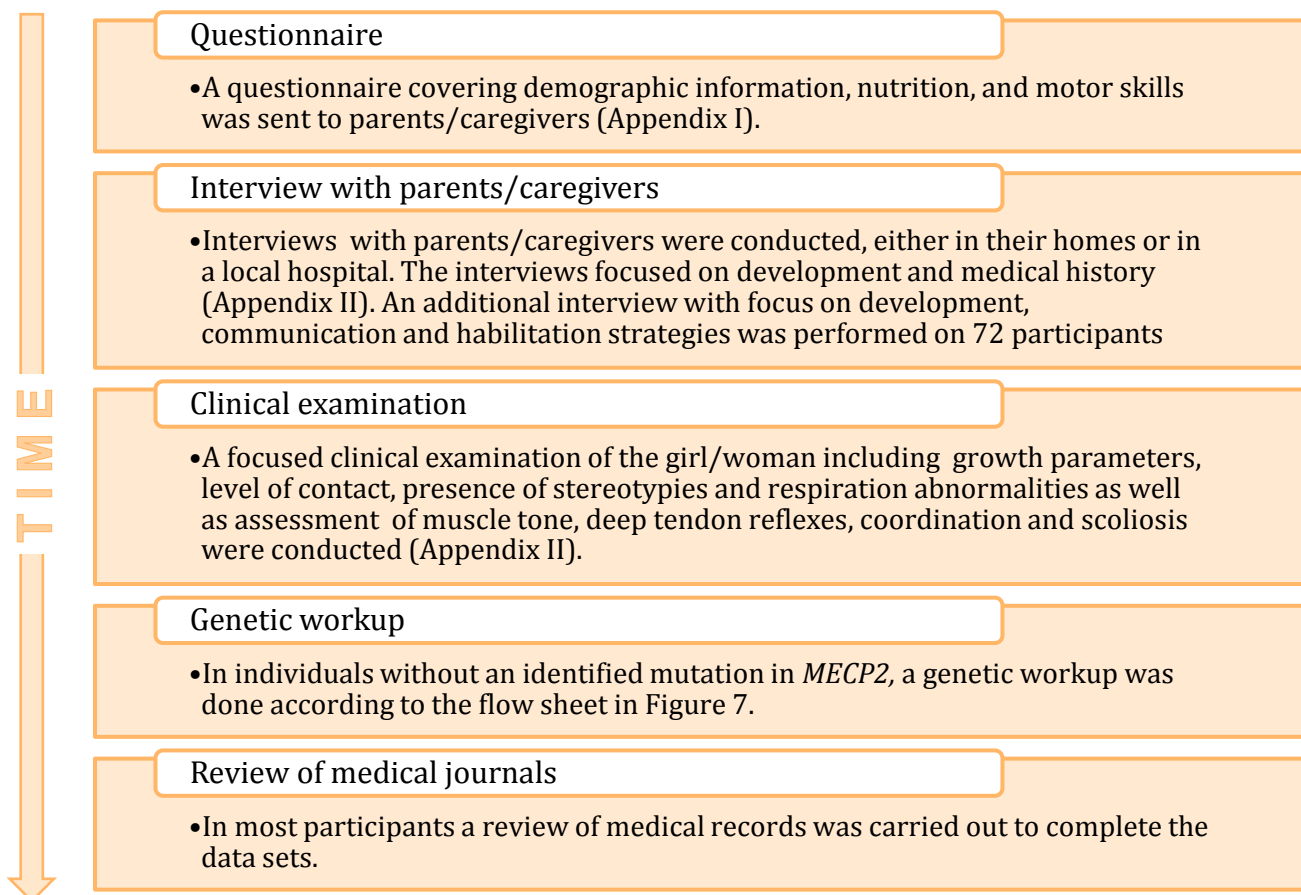 Questionnaire
•A questionnaire covering demographic information, nutrition, and motor skills
was sent to parents/caregivers (Appendix I).
Interview with parents/caregivers
•Interviews with parents/caregivers were conducted, either in their homes or in
a local hospital. The interviews focused on development and medical history
(Appendix II). An additional interview with focus on development,
communication and habilitation strategies was performed on 72 participants
TIME
Clinical examination
•A focused clinical examination of the girl/woman including growth parameters,
level of contact, presence of stereotypies and respiration abnormalities as well
as assessment of muscle tone, deep tendon reflexes, coordination and scoliosis
were conducted (Appendix II).
Genetic workup
•In individuals without an identified mutation in MECP2, a genetic workup was
done according to the flow sheet in Figure 7.
Review of medical journals
•In most participants a review of medical records was carried out to complete the
data sets.